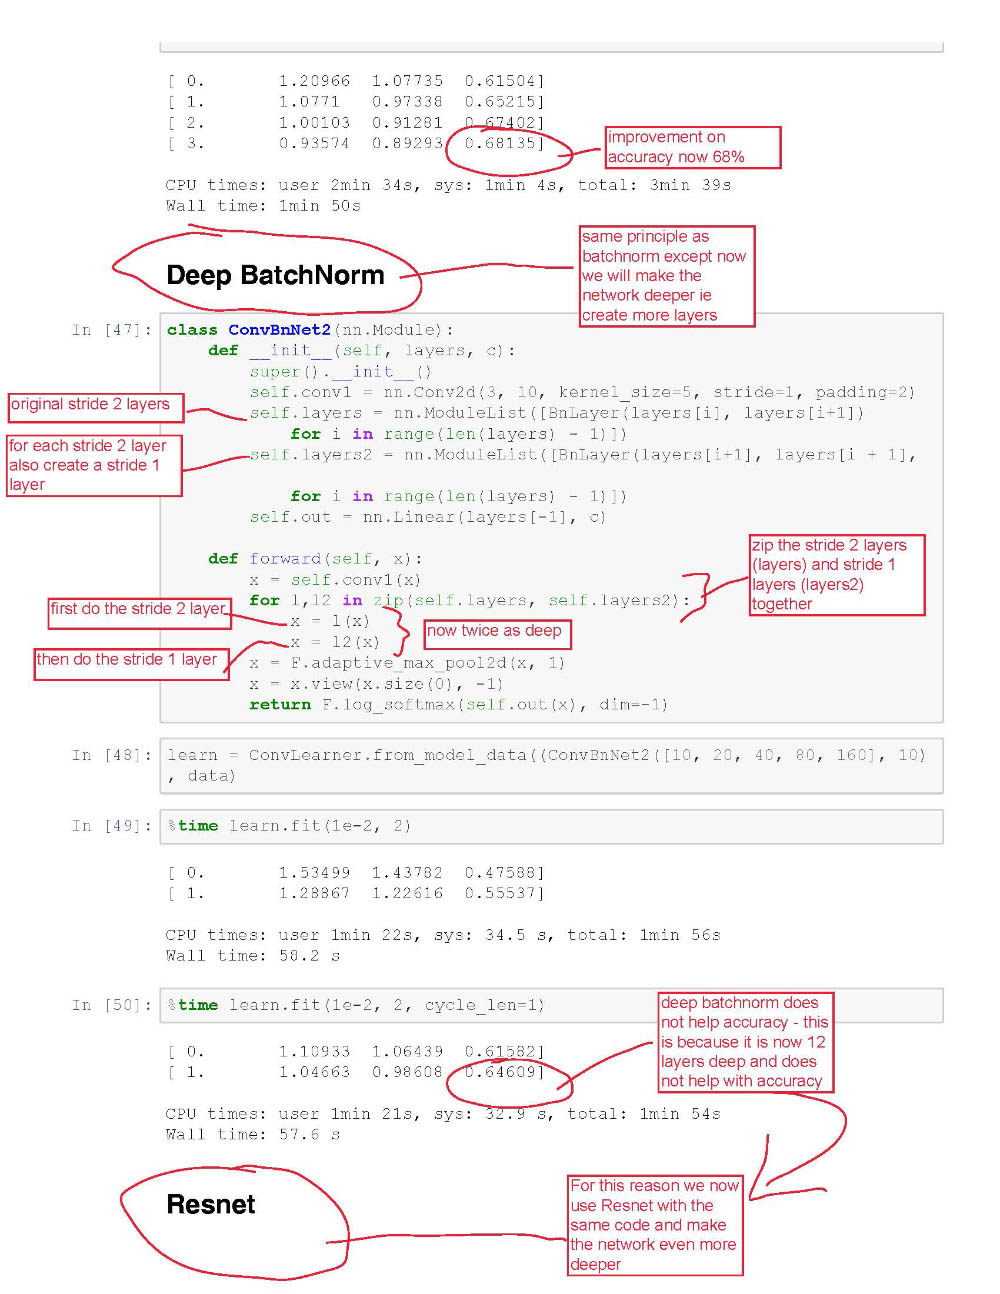 [ 0.       1.20966  1.07735  0.61504]
[ 1.       1.0771   0.97338  0.65215]
[ 2.       1.00103  0.91281  0.67402]
[ 3.       0.93574  0.89293  0.68135]
improvement on
accuracy now 68%
CPU times: user 2min 34s, sys: 1min 4s, total: 3min 39s
Wall time: 1min 50s
Deep BatchNorm
same principle as
batchnorm except now
we will make the
network deeper ie
create more layers
In [47]: class ConvBnNet2(nn.Module):
def __init__(self, layers, c):
super().__init__()
self.conv1 = nn.Conv2d(3, 10, kernel_size=5, stride=1, padding=2)
original stride 2 layers
self.layers = nn.ModuleList([BnLayer(layers[i], layers[i+1])
for i in range(len(layers) - 1)])
for each stride 2 layer
also create a stride 1
layer
self.layers2 = nn.ModuleList([BnLayer(layers[i+1], layers[i + 1],
for i in range(len(layers) - 1)])
self.out = nn.Linear(layers[-1], c)
def forward(self, x):
x = self.conv1(x)
for l,l2 in zip(self.layers, self.layers2):
zip the stride 2 layers
(layers) and stride 1
layers (layers2)
together
first do the stride 2 layer
x = l(x)
now twice as deep
x = l2(x)
then do the stride 1 layer
x = F.adaptive_max_pool2d(x, 1)
x = x.view(x.size(0), -1)
return F.log_softmax(self.out(x), dim=-1)
In [48]: learn = ConvLearner.from_model_data((ConvBnNet2([10, 20, 40, 80, 160], 10)
, data)
In [49]: %time learn.fit(1e-2, 2)
[ 0.       1.53499  1.43782  0.47588]
[ 1.       1.28867  1.22616  0.55537]
CPU times: user 1min 22s, sys: 34.5 s, total: 1min 56s
Wall time: 58.2 s
In [50]: %time learn.fit(1e-2, 2, cycle_len=1)
deep batchnorm does
not help accuracy - this
is because it is now 12
layers deep and does
not help with accuracy
[ 0.       1.10933  1.06439  0.61582]
[ 1.       1.04663  0.98608  0.64609]
CPU times: user 1min 21s, sys: 32.9 s, total: 1min 54s
Wall time: 57.6 s
Resnet
For this reason we now
use Resnet with the
same code and make
the network even more
deeper